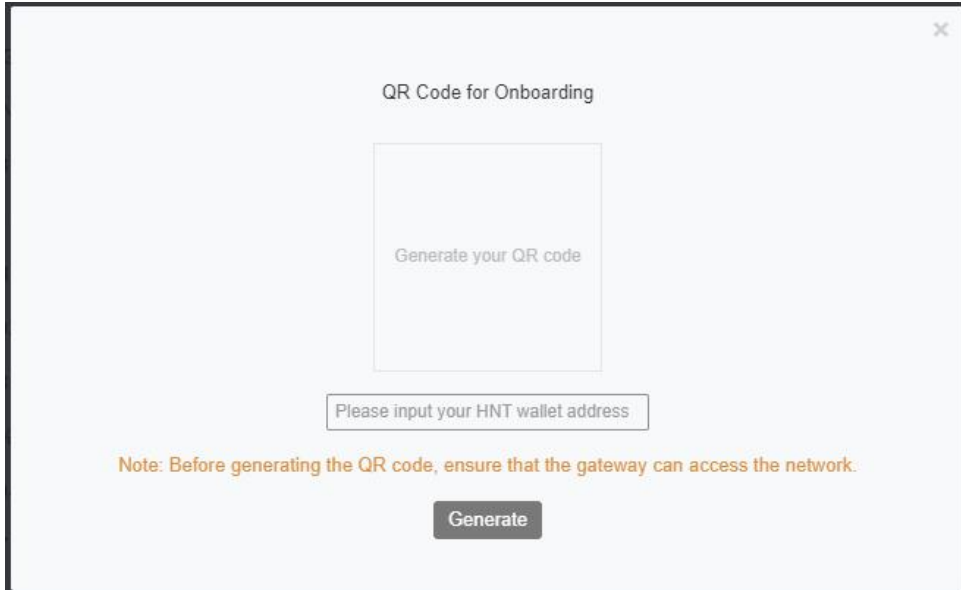 ×
QR Code for Onboarding
Generate your QR code
Please input your HNT wallet address
Note: Before generating the QR code, ensure that the gateway can access the network.
Generate